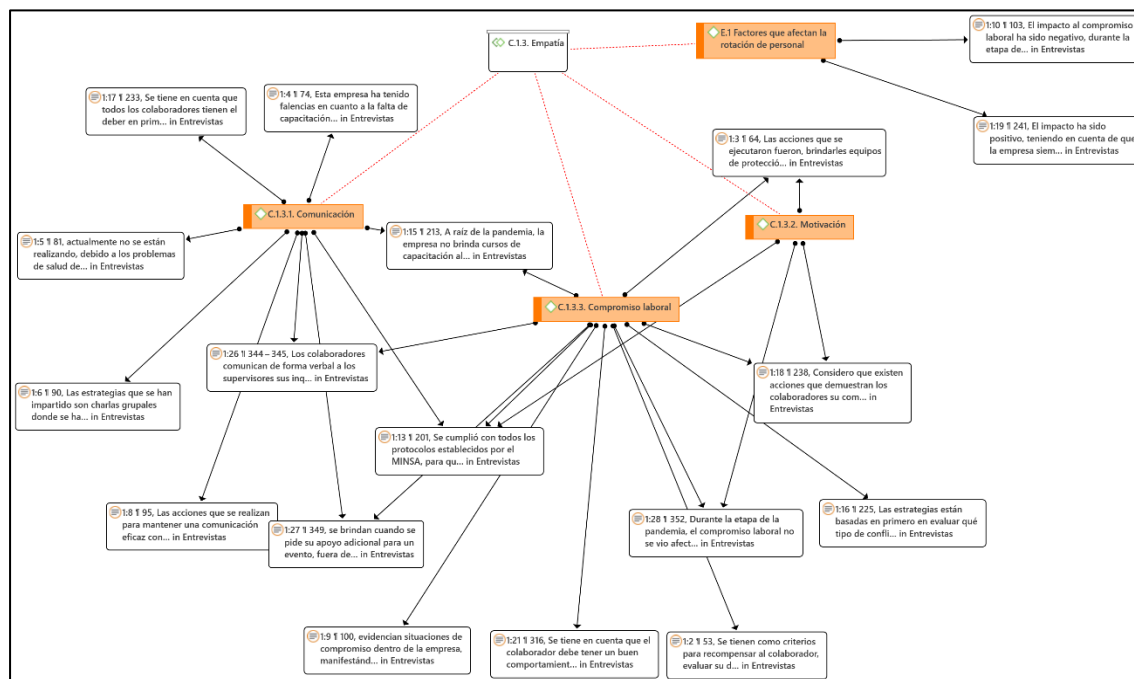 C.1.3. Empatía
E.1 Factores que afectan la
rotación de personal
1:10 ¶ 103, El impacto al compromiso
laboral ha sido negativo, durante la
etapa de... in Entrevistas
1:17 ¶ 233, Se tiene en cuenta que
todos los colaboradores tienen el
deber en prim... in Entrevistas
1:4 ¶ 74, Esta empresa ha tenido
falencias en cuanto a la falta de
capacitación... in Entrevistas
1:19 ¶ 241, El impacto ha sido
positivo, teniendo en cuenta de que
la empresa siem... in Entrevistas
1:3 ¶ 64, Las acciones que se
ejecutaron fueron, brindarles equipos
de protecció... in Entrevistas
C.1.3.1. Comunicación
C.1.3.2. Motivación
1:5 ¶ 81, actualmente no se están
realizando, debido a los problemas
de salud de... in Entrevistas
1:15 ¶ 213, A raíz de la pandemia, la
empresa no brinda cursos de
capacitación al... in Entrevistas
C.1.3.3. Compromiso laboral
1:26 ¶ 344 – 345, Los colaboradores
comunican de forma verbal a los
supervisores sus inq... in Entrevistas
1:18 ¶ 238, Considero que existen
acciones que demuestran los
colaboradores su com... in
Entrevistas
1:6 ¶ 90, Las estrategias que se han
impartido son charlas grupales
donde se ha... in Entrevistas
1:13 ¶ 201, Se cumplió con todos los
protocolos establecidos por el
MINSA, para qu... in Entrevistas
1:8 ¶ 95, Las acciones que se realizan
para mantener una comunicación
eficaz con... in Entrevistas
1:27 ¶ 349, se brindan cuando se
pide su apoyo adicional para un
evento, fuera de... in Entrevistas
1:28 ¶ 352, Durante la etapa de la
pandemia, el compromiso laboral no
se vio afect... in Entrevistas
1:16 ¶ 225, Las estrategias están
basadas en primero en evaluar qué
tipo de confli... in Entrevistas
1:9 ¶ 100, evidencian situaciones de
compromiso dentro de la empresa,
manifestánd... in Entrevistas
1:21 ¶ 316, Se tiene en cuenta que el
colaborador debe tener un buen
comportamient... in Entrevistas
1:2 ¶ 53, Se tienen como criterios
para recompensar al colaborador,
evaluar su d... in Entrevistas